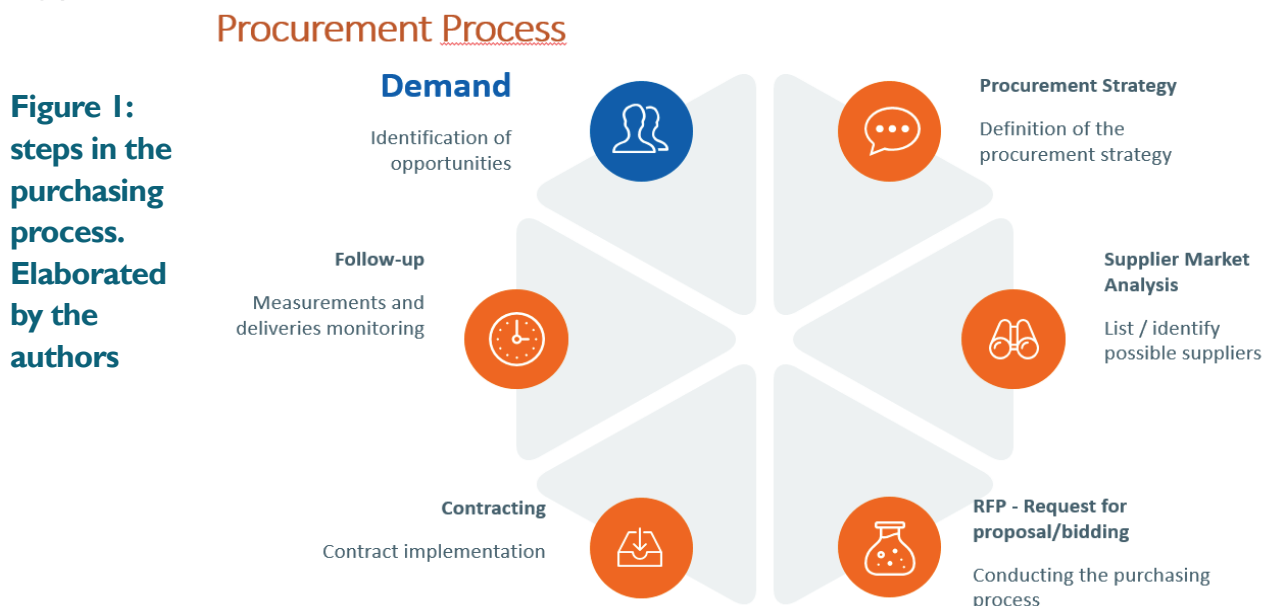 Procurement Process
Figure 1:
steps in the
purchasing
process.
Elaborated
by the
authors
Demand
Identification of
opportunities
Procurement Strategy
Definition of the
procurement strategy
Supplier Market
Analysis
List / identify
possible suppliers
RFP - Request for
proposal/bidding
Conducting the purchasing
process
Contracting
Contract implementation
Follow-up
Measurements and
deliveries monitoring